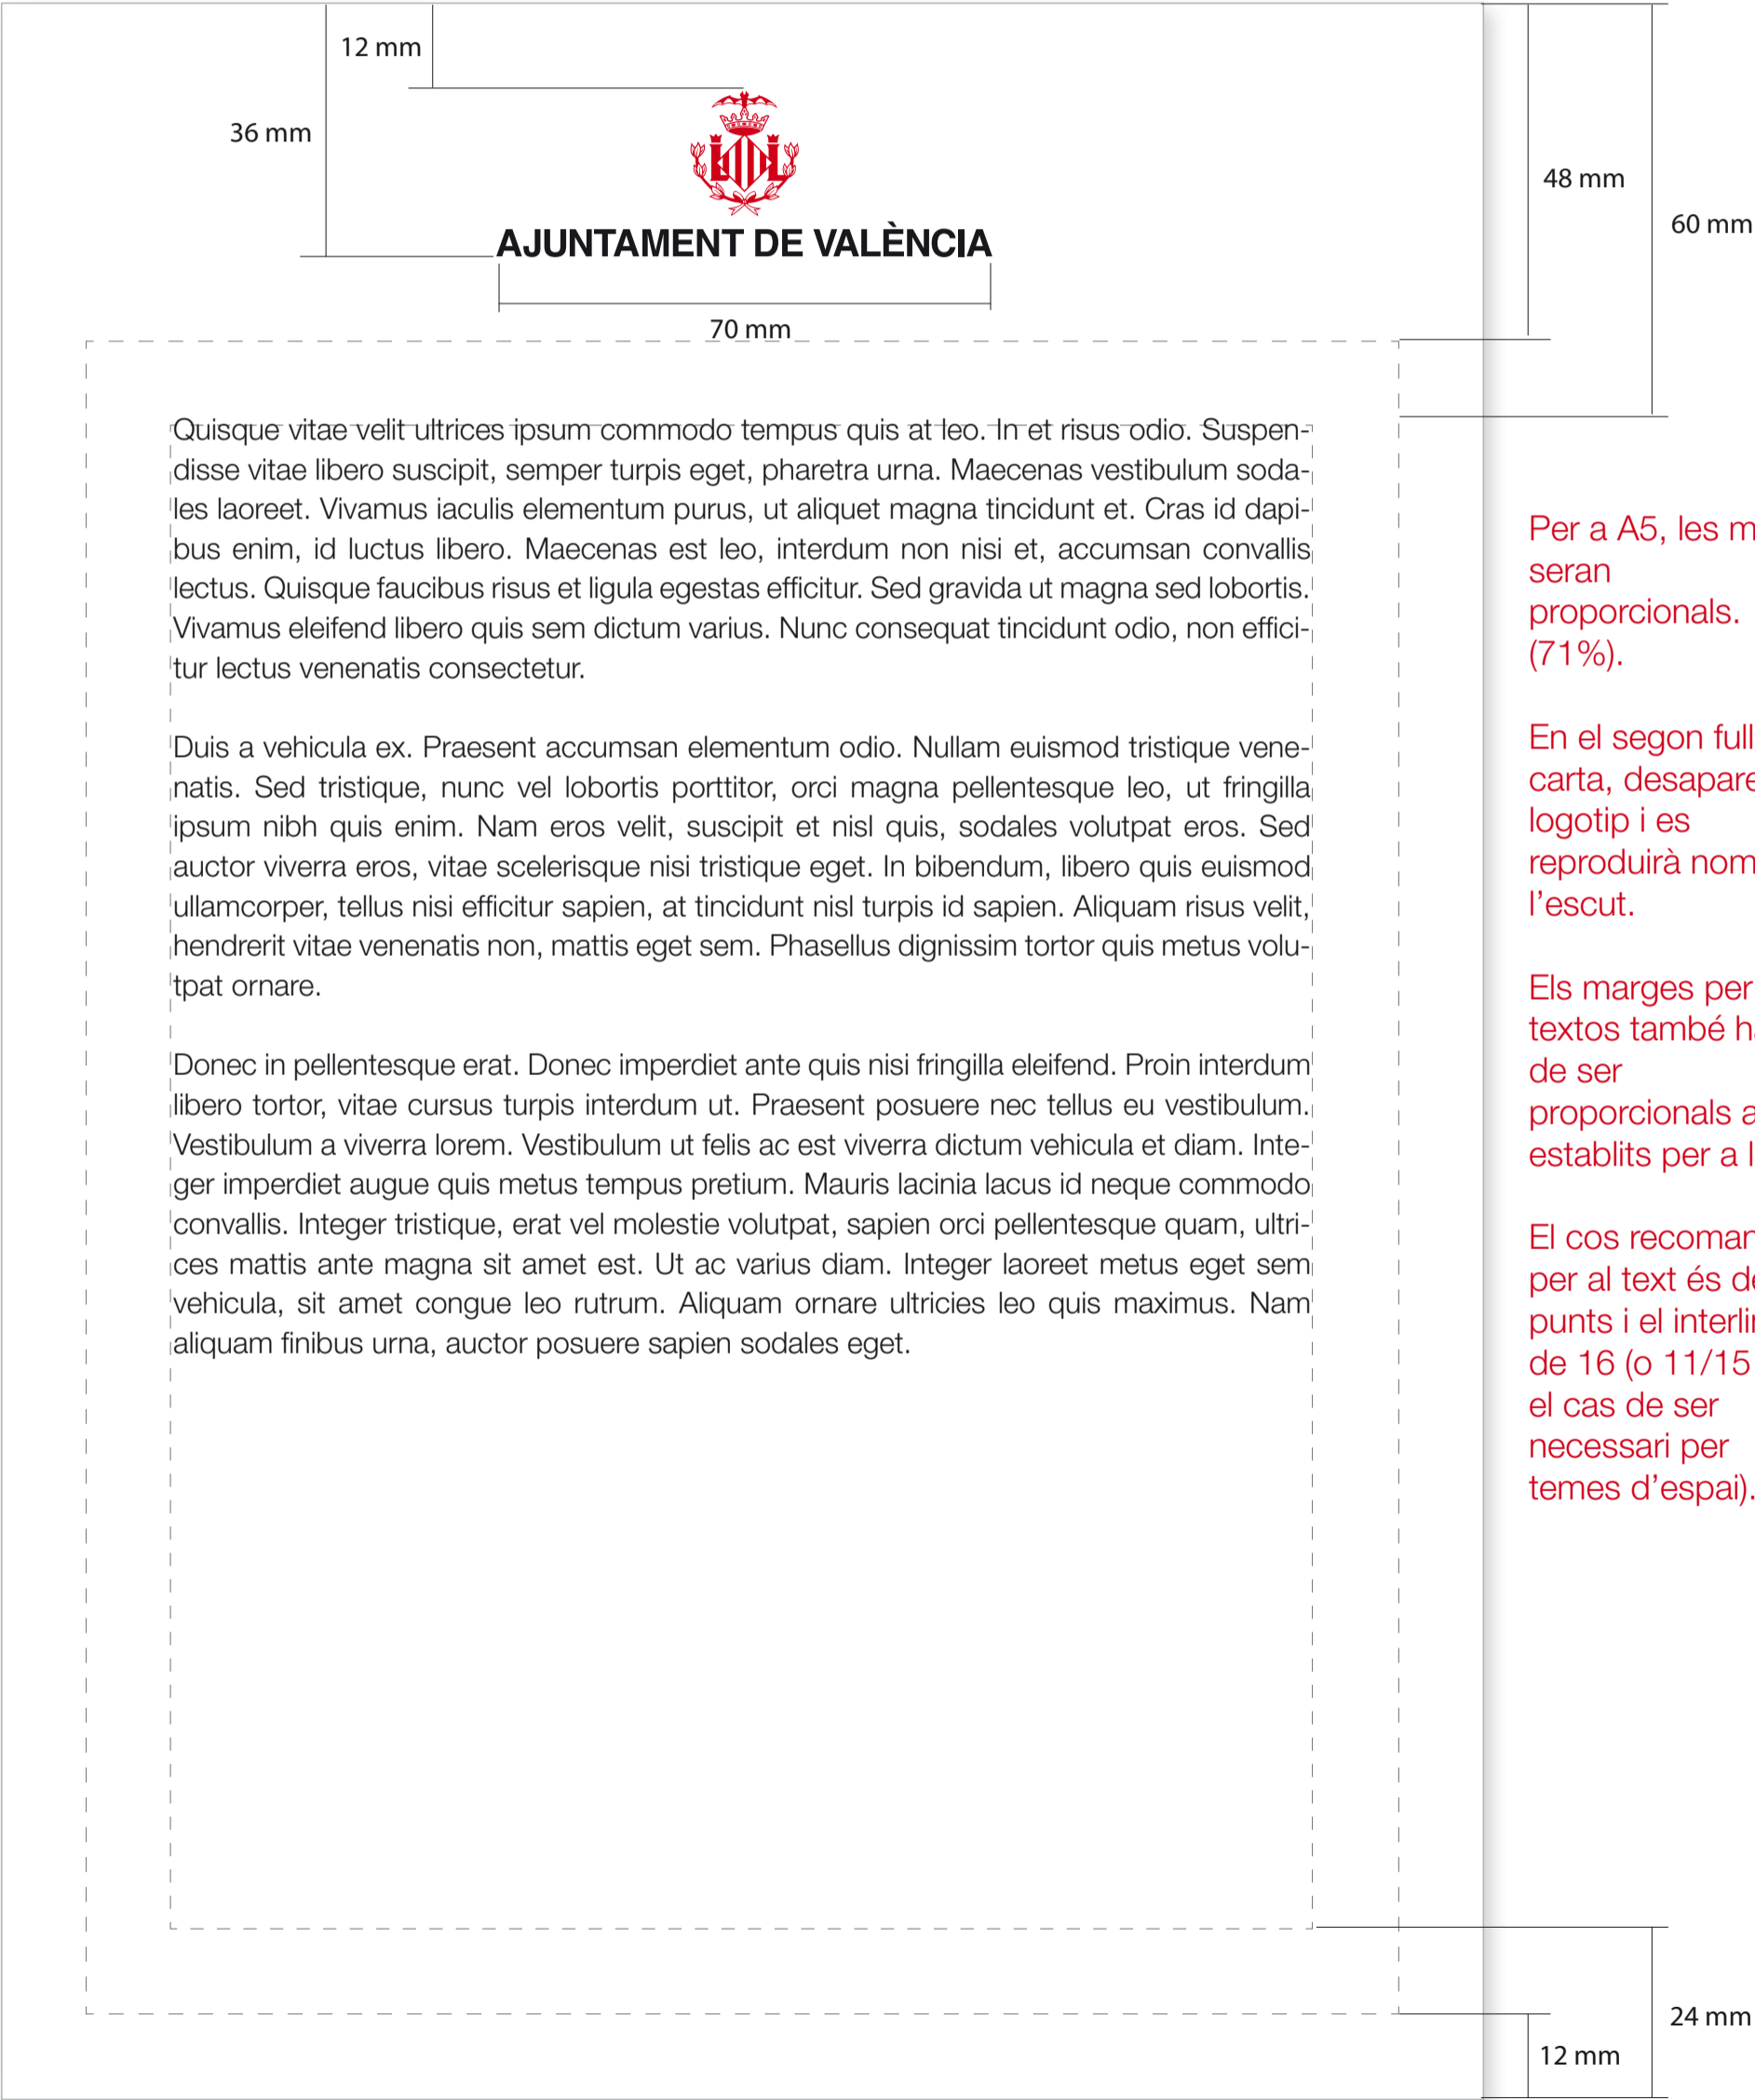 12 mm
36 mm
48 mm
60 mm
AJUNTAMENT DE VALÈNCIA
70 mm
Quisque vitae velit ultrices ipsum commodo tempus quis at leo. In et risus odio. Suspen-
disse vitae libero suscipit, semper turpis eget, pharetra urna. Maecenas vestibulum soda-
les laoreet. Vivamus iaculis elementum purus, ut aliquet magna tincidunt et. Cras id dapi-
bus enim, id luctus libero. Maecenas est leo, interdum non nisi et, accumsan convallis
lectus. Quisque faucibus risus et ligula egestas efficitur. Sed gravida ut magna sed lobortis.
Vivamus eleifend libero quis sem dictum varius. Nunc consequat tincidunt odio, non effici-
tur lectus venenatis consectetur.
Duis a vehicula ex. Praesent accumsan elementum odio. Nullam euismod tristique vene-
natis. Sed tristique, nunc vel lobortis porttitor, orci magna pellentesque leo, ut fringilla
ipsum nibh quis enim. Nam eros velit, suscipit et nisl quis, sodales volutpat eros. Sed
auctor viverra eros, vitae scelerisque nisi tristique eget. In bibendum, libero quis euismod
ullamcorper, tellus nisi efficitur sapien, at tincidunt nisl turpis id sapien. Aliquam risus velit,
hendrerit vitae venenatis non, mattis eget sem. Phasellus dignissim tortor quis metus volu-
tpat ornare.
Donec in pellentesque erat. Donec imperdiet ante quis nisi fringilla eleifend. Proin interdum
libero tortor, vitae cursus turpis interdum ut. Praesent posuere nec tellus eu vestibulum.
Vestibulum a viverra lorem. Vestibulum ut felis ac est viverra dictum vehicula et diam. Inte-
ger imperdiet augue quis metus tempus pretium. Mauris lacinia lacus id neque commodo
convallis. Integer tristique, erat vel molestie volutpat, sapien orci pellentesque quam, ultri-
ces mattis ante magna sit amet est. Ut ac varius diam. Integer laoreet metus eget sem
vehicula, sit amet congue leo rutrum. Aliquam ornare ultricies leo quis maximus. Nam
aliquam finibus urna, auctor posuere sapien sodales eget.
Per a A5, les
seran
proporcionals.
(71%).
En el segon full
carta,
logotip i es
reproduirà
l’escut.
Els marges per
textos també
de ser
proporcionals
establits per a
El cos
per al text és
punts i el
de 16 (o 11/15
el cas de ser
necessari per
temes d’espai).
24 mm
12 mm